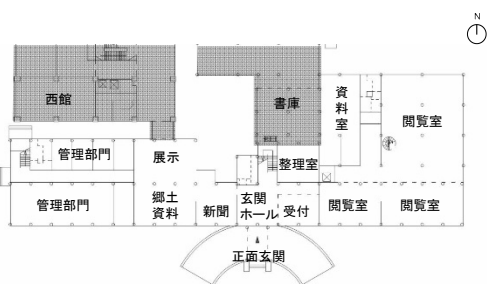 N
西館
書庫
資料室
閲覧室
管理部門
展示
整理室
管理部門
郷土
資料
新聞
玄関
ホール
受付
閲覧室
閲覧室
正面玄関